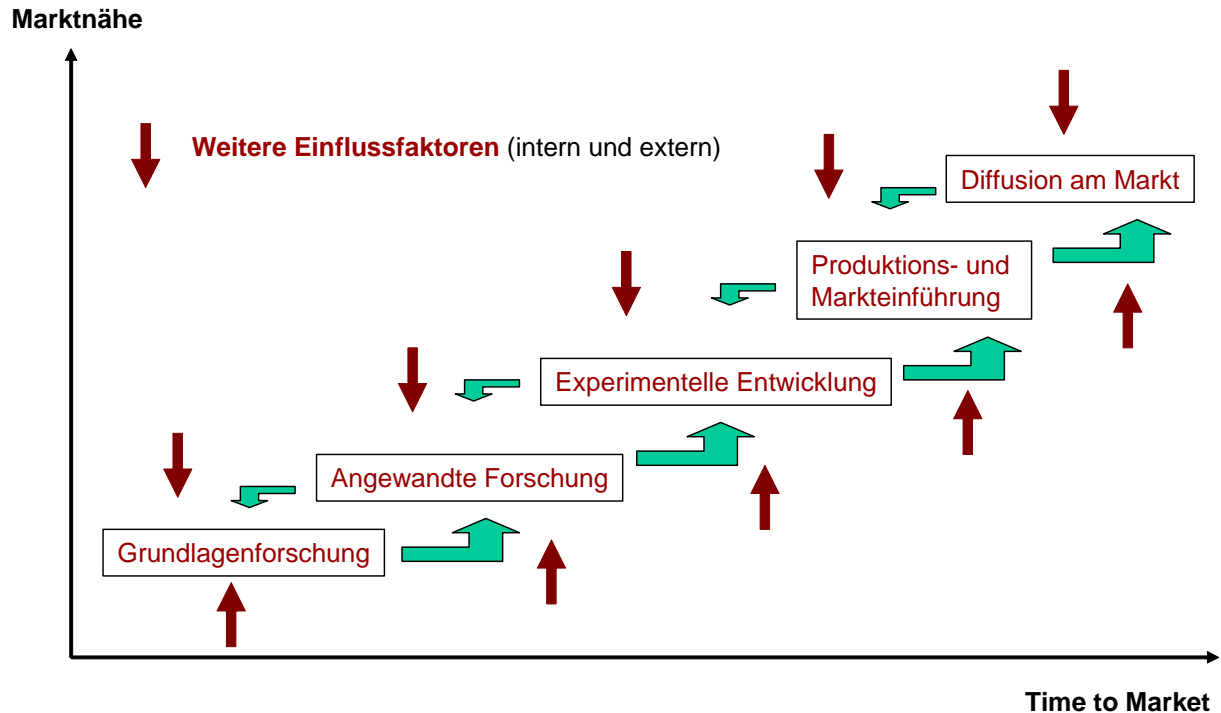 Marktnähe
Weitere Einflussfaktoren (intern und extern)
Diffusion am Markt
Produktions- und
Markteinführung
Experimentelle Entwicklung
Angewandte Forschung
Grundlagenforschung
Time to Market